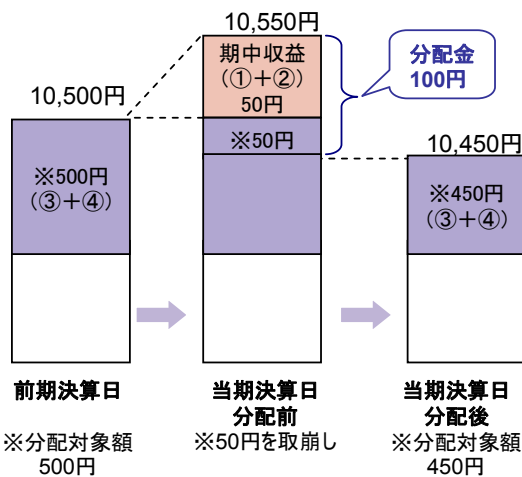 10,550円
期中収益
(①+②)
50円
分配金
100円
10,500円
※50円
10,450円
※500円
(③+④)
※450円
(③+④)
前期決算日
当期決算日
分配前
当期決算日
分配後
※分配対象額
500円
※50円を取崩し
※分配対象額
450円